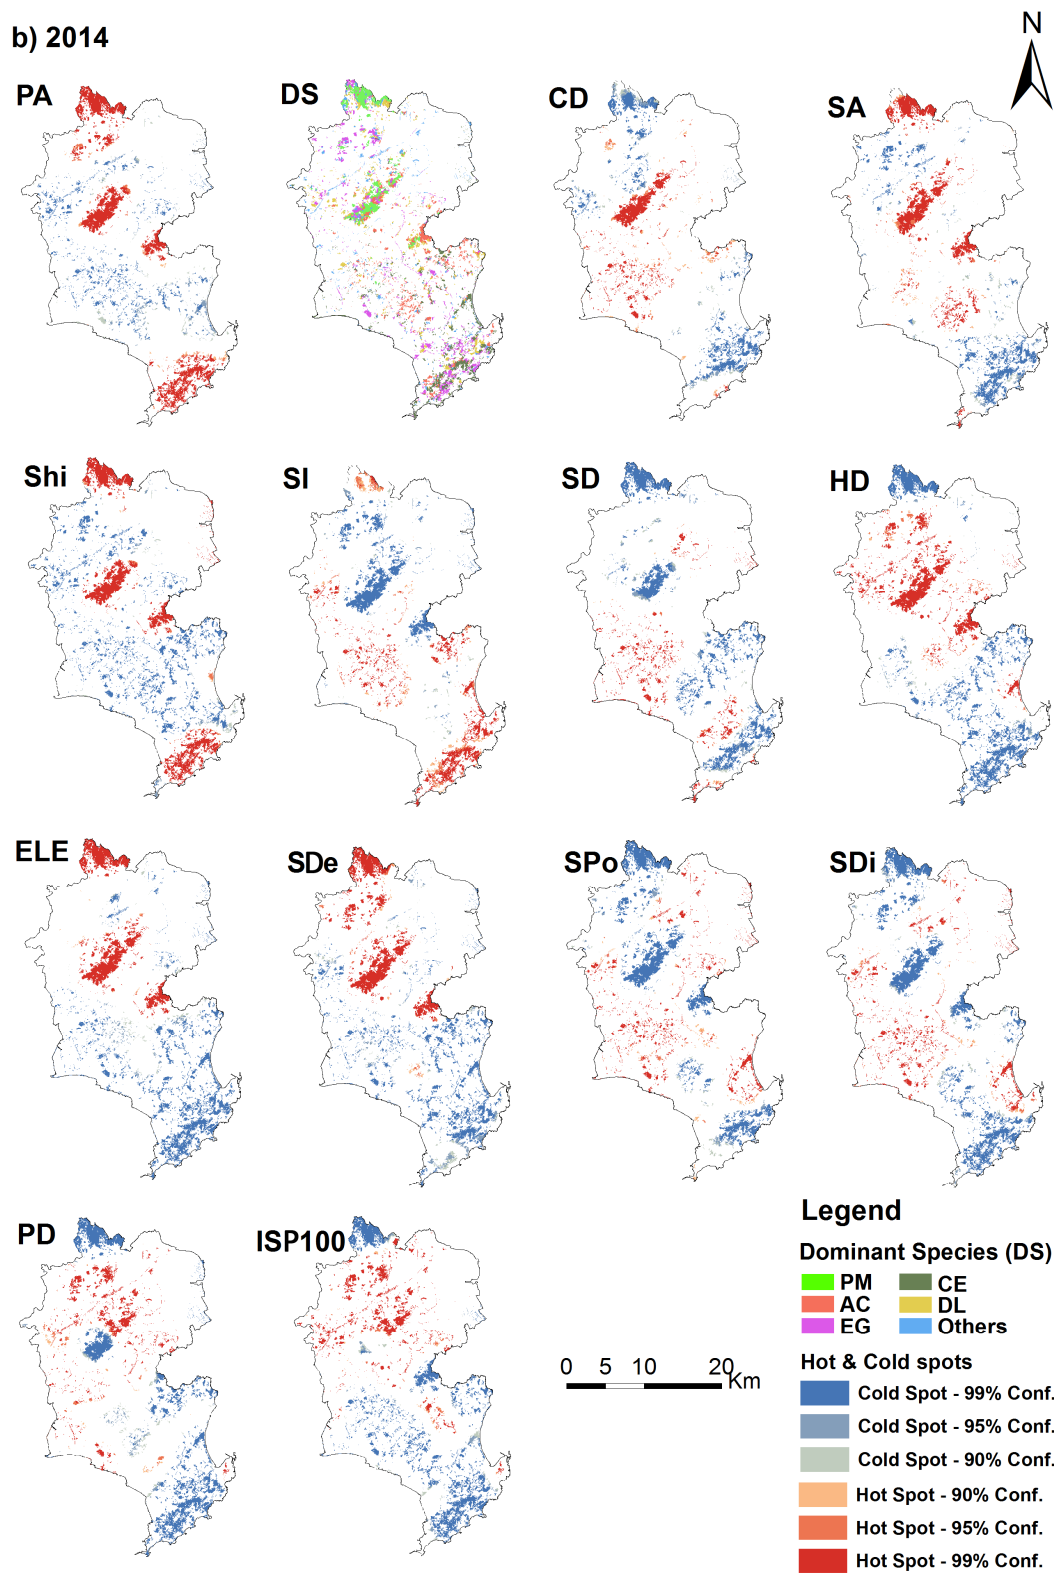 b) 2014
N
PA
DS
CD
SA
Shi
SI
SD
HD
ELE
SDe
SPo
SDi
PD
ISP100
Legend
Dominant Species (DS)
PM CE
AC DL
EG Others
Hot & Cold spots
0 5 10 20 Km
Cold Spot - 99% Conf.
Cold Spot - 95% Conf.
Cold Spot - 90% Conf.
Hot Spot - 90% Conf.
Hot Spot - 95% Conf.
Hot Spot - 99% Conf.